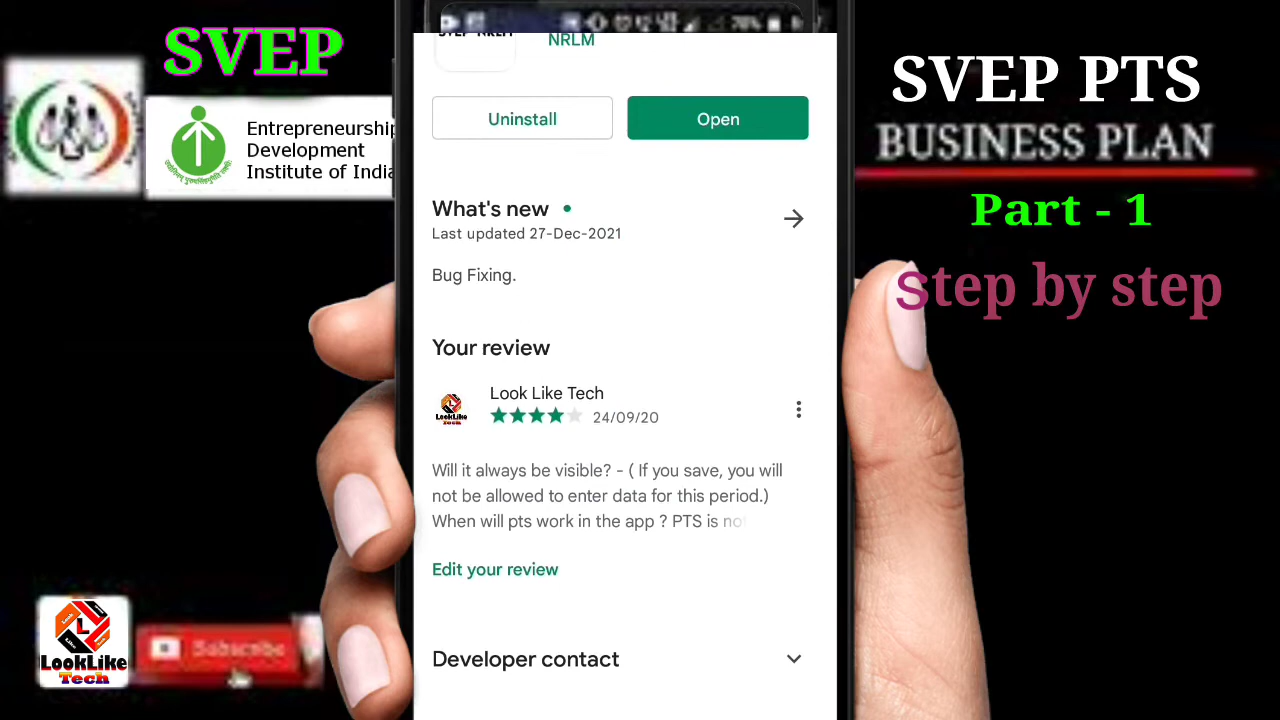 SVEP
Entrepreneurship
Development
Institute of India
NRLM
Uninstall
Open
What's new
Last updated 27-Dec-2021
Bug Fixing.
Your review
Look Like Tech
24/09/20
Will it always be visible? - ( If you save, you will
not be allowed to enter data for this period.)
When will pts work in the app ? PTS is not
Edit your review
Developer contact
SVEP PTS
BUSINESS PLAN
Part - 1
Step by step
LookLike
Tech
Subscribe